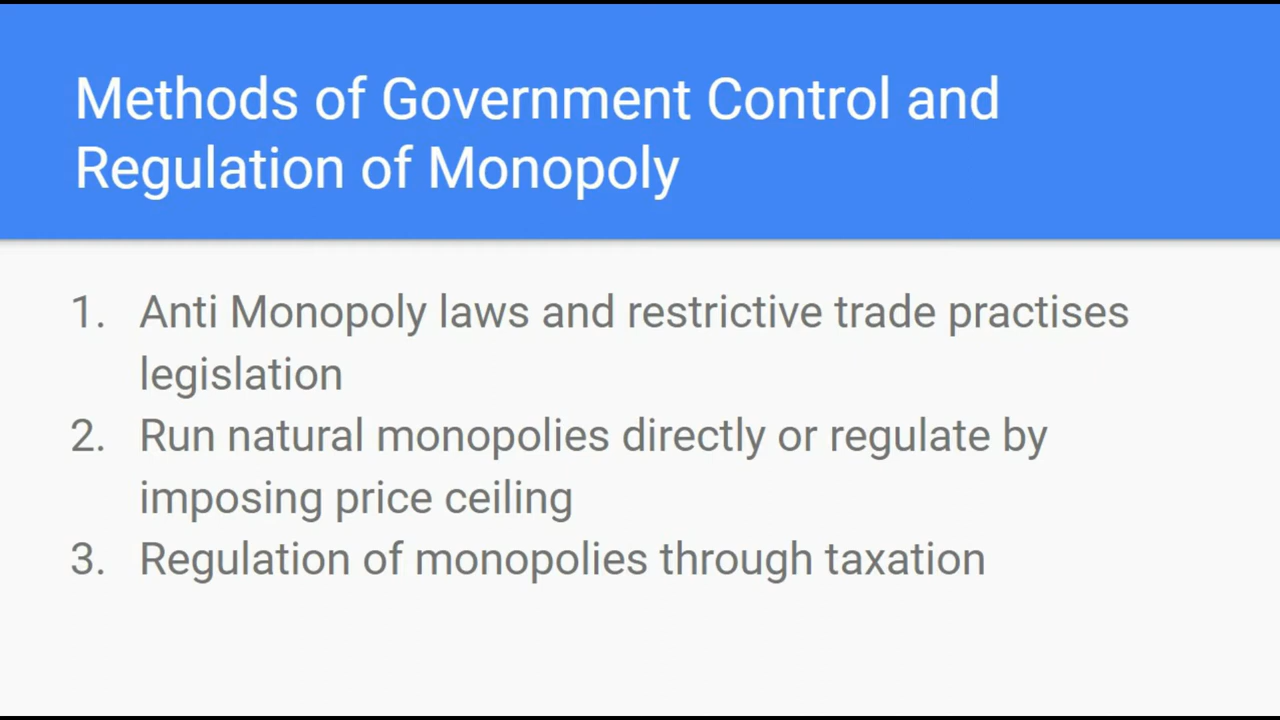 Methods of Government Control and
Regulation of Monopoly
1. Anti Monopoly laws and restrictive trade practises
legislation
2. Run natural monopolies directly or regulate by
imposing price ceiling
3. Regulation of monopolies through taxation